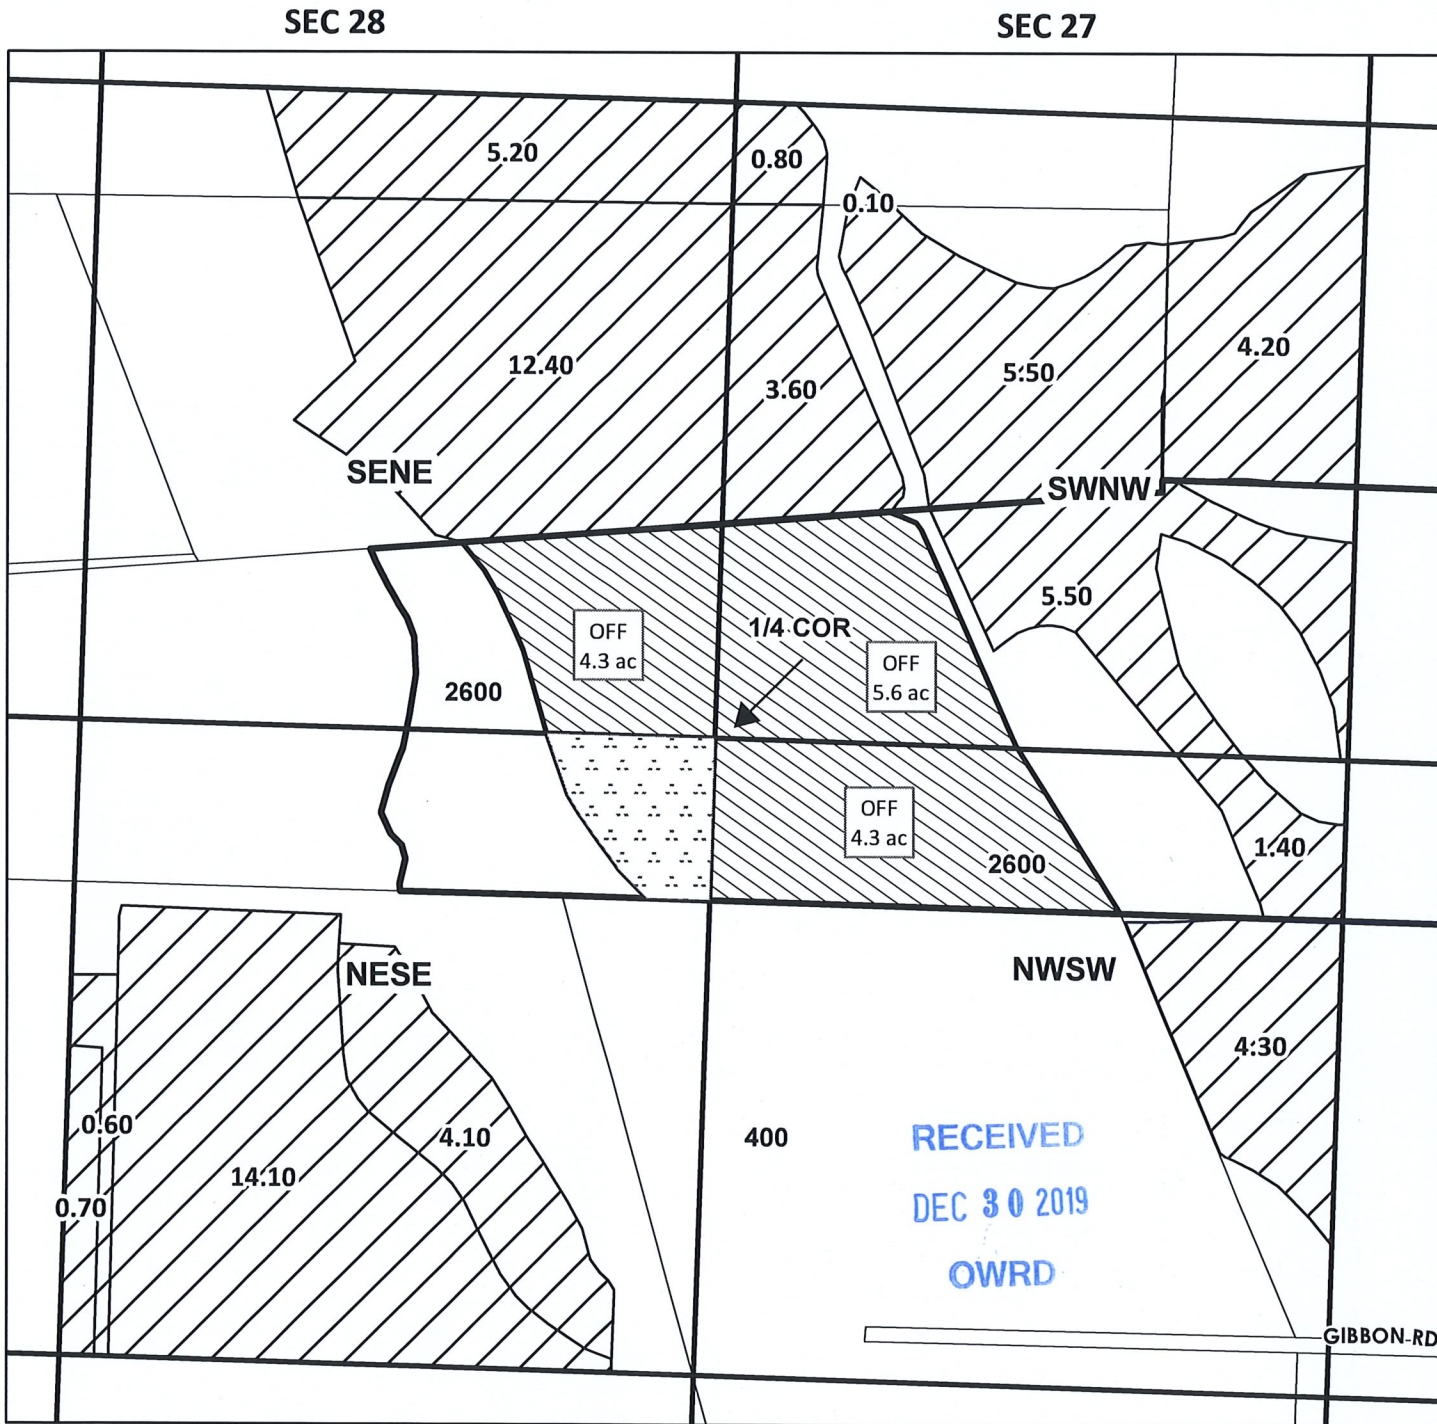 SEC 28
SEC 27
5.20
0.80
0.10
12.40
3.60
5:50
4.20
SENE
SWNW
5.50
1/4 COR
OFF
4.3 ac
OFF
5.6 ac
2600
OFF
4.3 ac
2600
1.40
NESE
NWSW
4:30
0.60
4.10
400
14.10
0.70
RECEIVED
DEC 30 2019
OWRD
GIBBON-RD